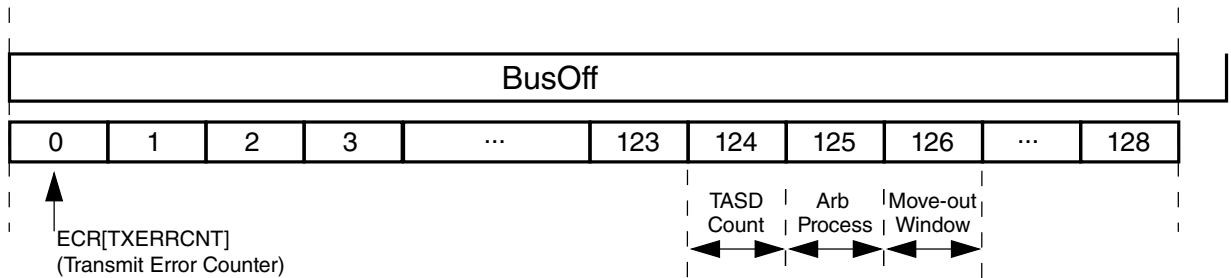 BusOff
0 1 2 3 ... 123 124 125 126 ... 128
TASD Count
Arb Process
Move-out Window
ECR[TXERRCNT]
(Transmit Error Counter)